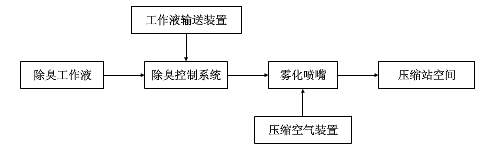 工作液输送装置
除臭工作液
除臭控制系统
雾化喷嘴
压缩站空间
压缩空气装置